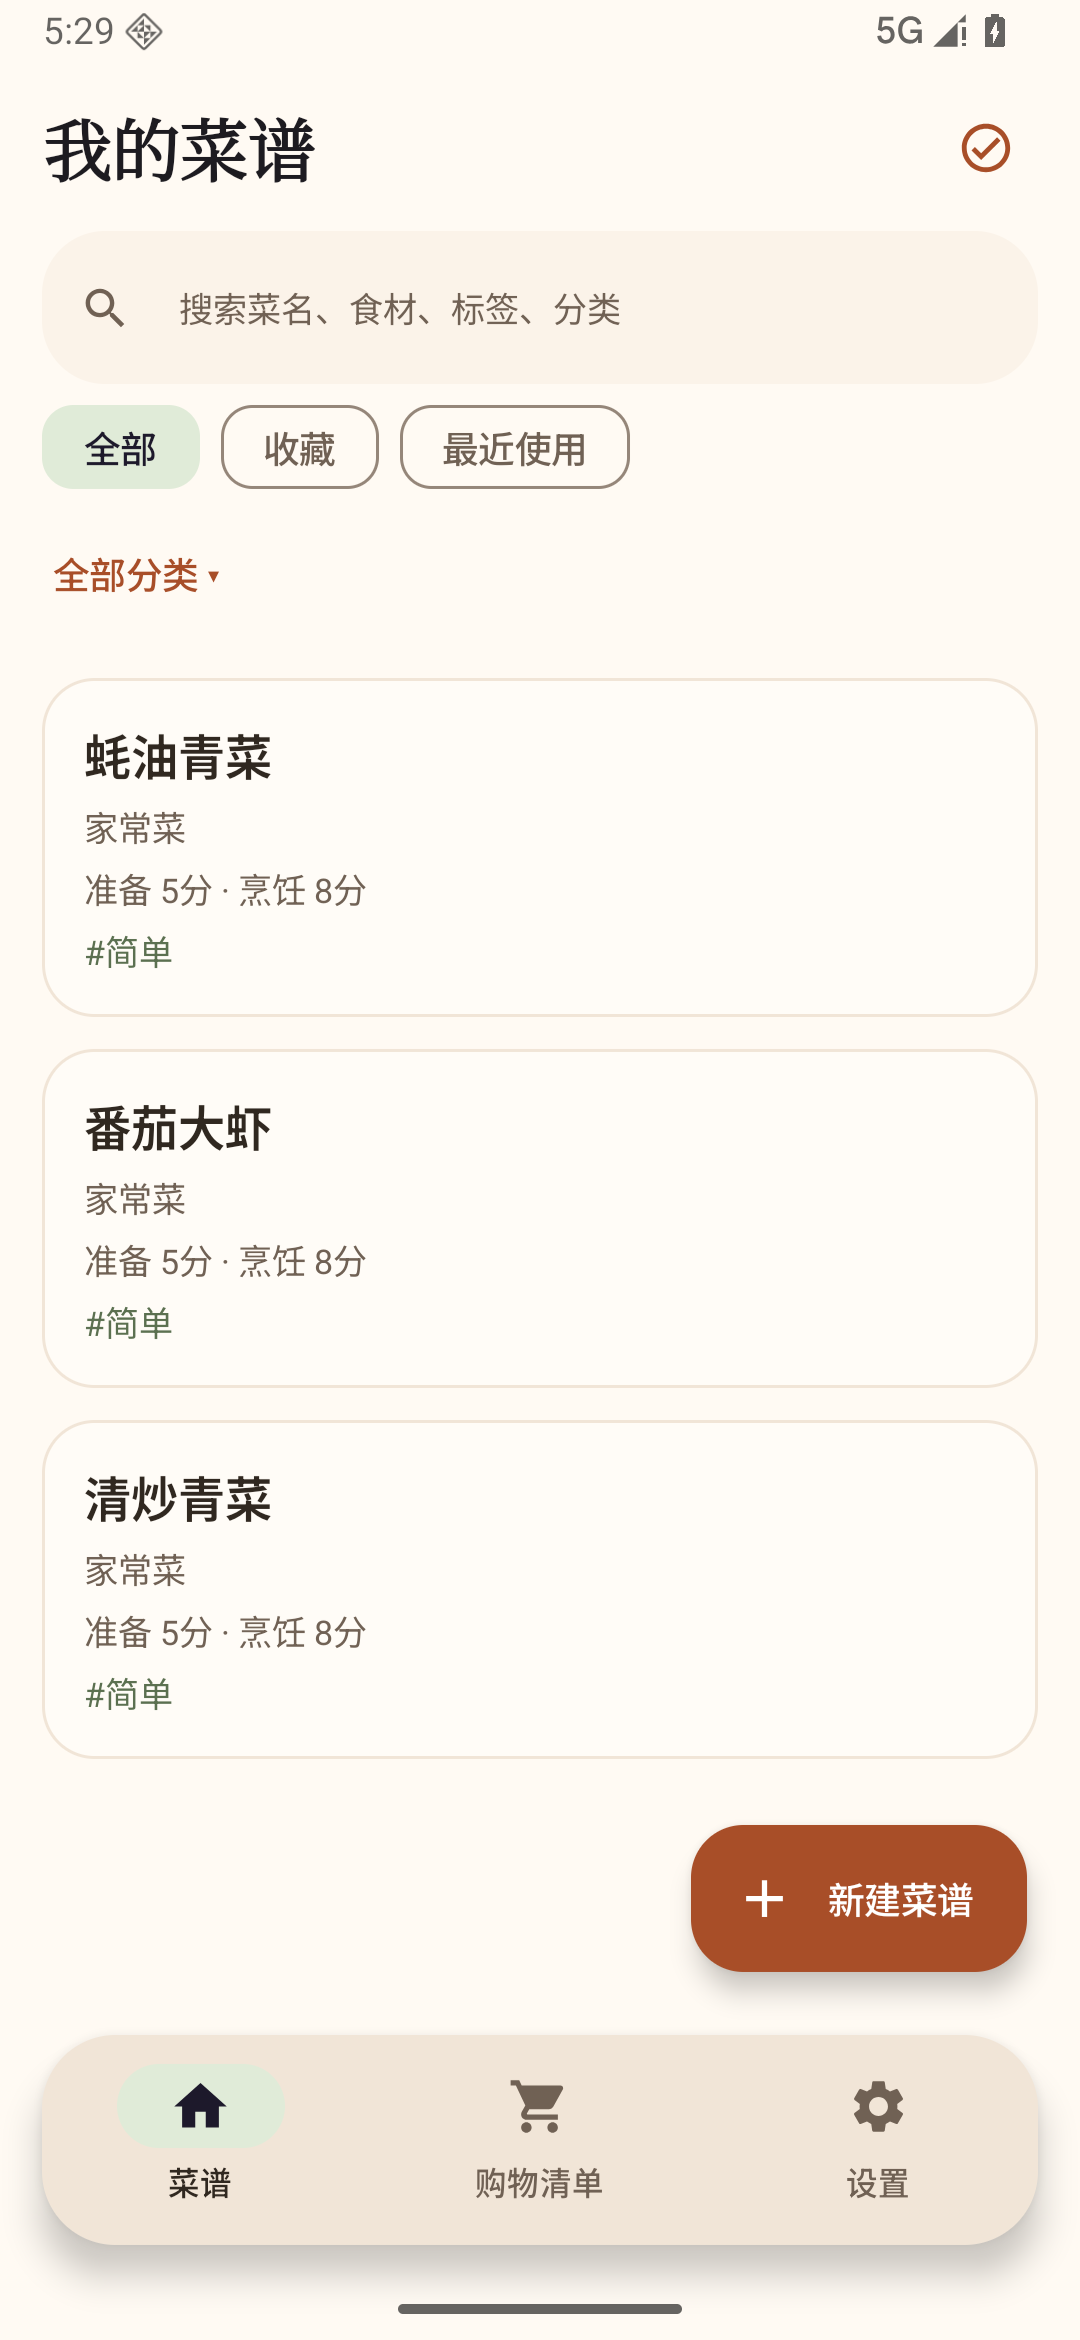 5:29
5G
我的菜谱
搜索菜名、食材、标签、分类
全部
收藏
最近使用
全部分类 ▾
蚝油青菜
家常菜
准备 5分 · 烹饪 8分
#简单
番茄大虾
家常菜
准备 5分 · 烹饪 8分
#简单
清炒青菜
家常菜
准备 5分 · 烹饪 8分
#简单
新建菜谱
菜谱
购物清单
设置